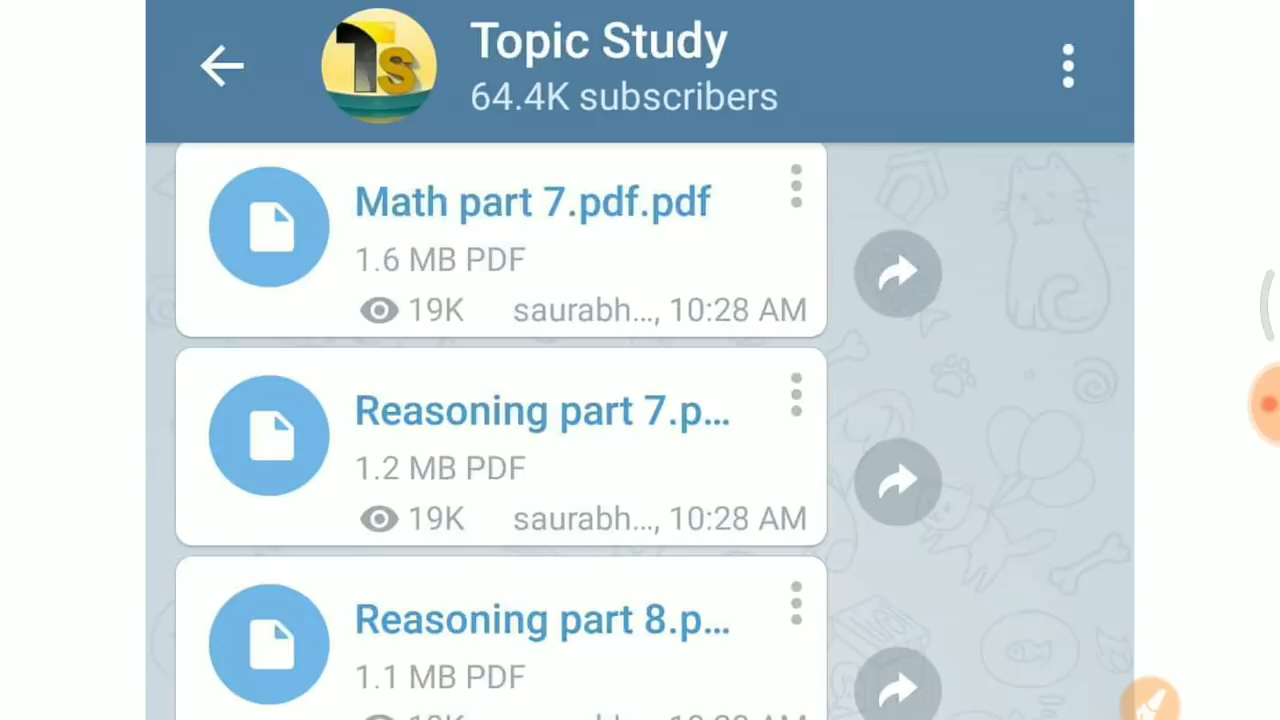 Ts
Topic Study
64.4K subscribers
Math part 7.pdf.pdf
1.6 MB PDF
19K saurabh..., 10:28 AM
Reasoning part 7.p...
1.2 MB PDF
19K saurabh..., 10:28 AM
Reasoning part 8.p...
1.1 MB PDF